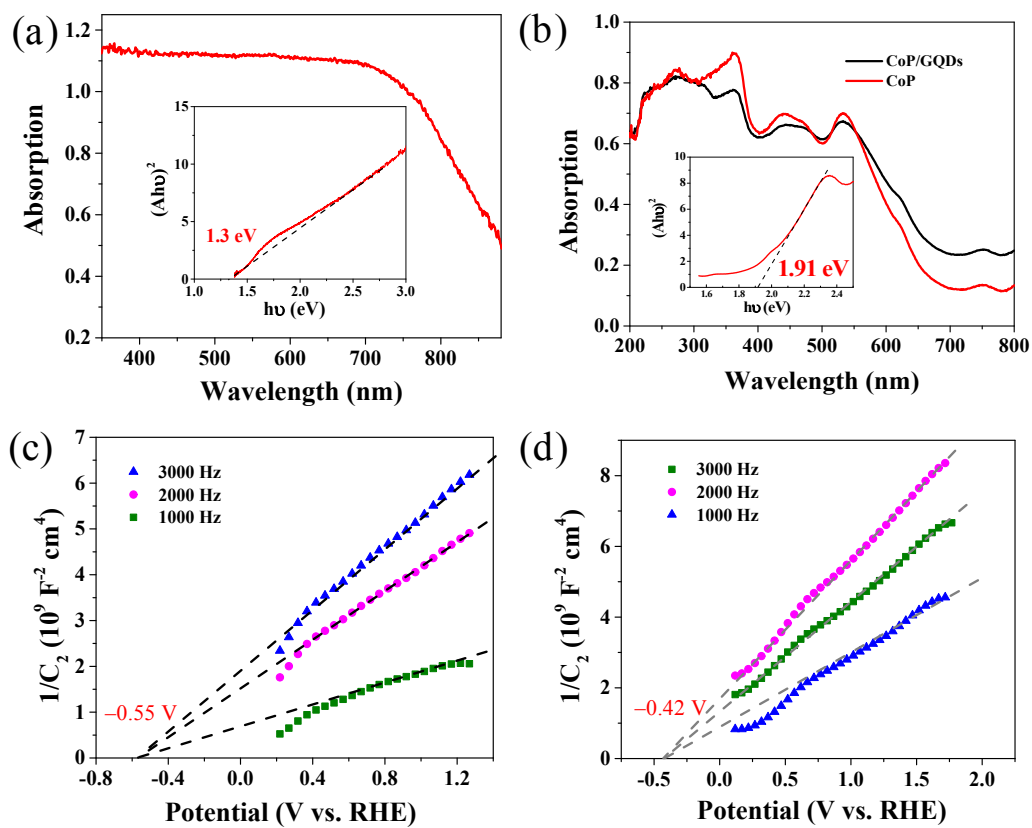 (a)
1.2
1.0
0.8
0.6
0.4
0.2
Absorption
400 500 600 700 800
Wavelength (nm)
15
10
5
0
(Ahυ)²
1.3 eV
1.0 1.5 2.0 2.5 3.0
hυ (eV)
(b)
1.0
0.8
0.6
0.4
0.2
0.0
Absorption
CoP/GQDs
CoP
200 300 400 500 600 700 800
Wavelength (nm)
10
8
6
4
2
0
(Ahυ)²
1.91 eV
1.6 1.8 2.0 2.2 2.4
hυ (eV)
(c)
7
6
5
4
3
2
1
0
1/C₂ (10⁹ F⁻² cm⁴)
3000 Hz
2000 Hz
1000 Hz
−0.55 V
-0.8 -0.4 0.0 0.4 0.8 1.2
Potential (V vs. RHE)
(d)
8
6
4
2
0
1/C₂ (10⁹ F⁻² cm⁴)
3000 Hz
2000 Hz
1000 Hz
−0.42 V
-0.5 0.0 0.5 1.0 1.5 2.0
Potential (V vs. RHE)